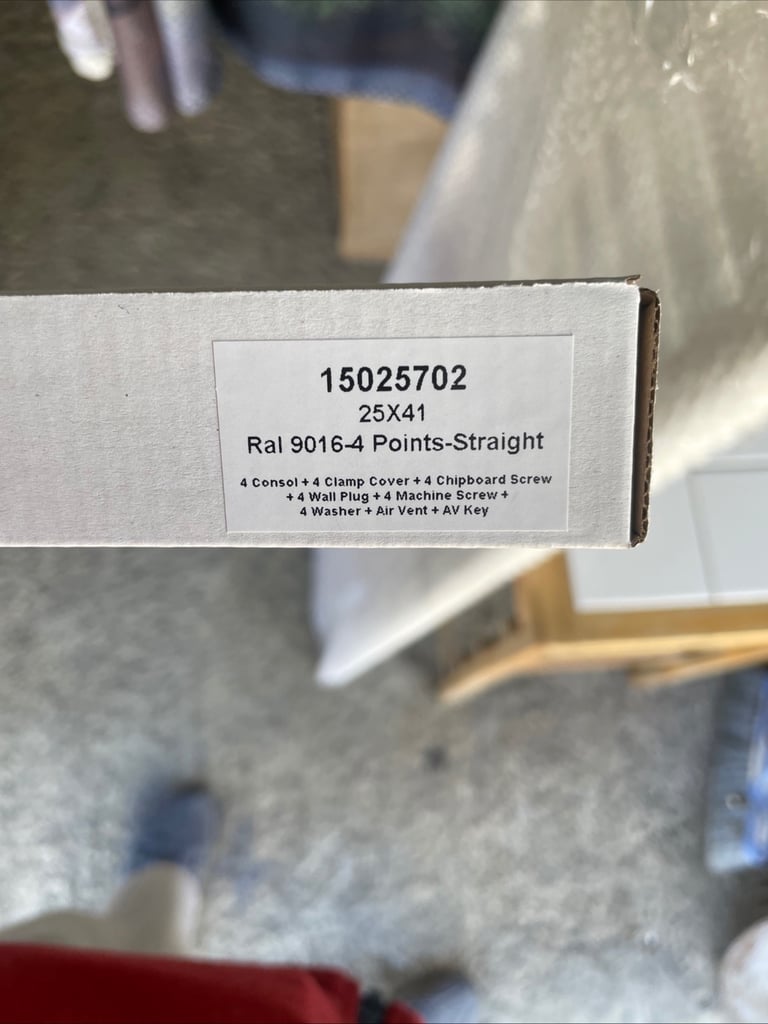 15025702
25X41
Ral 9016-4 Points-Straight
4 Consol + 4 Clamp Cover + 4 Chipboard Screw
+ 4 Wall Plug + 4 Machine Screw +
4 Washer + Air Vent + AV Key